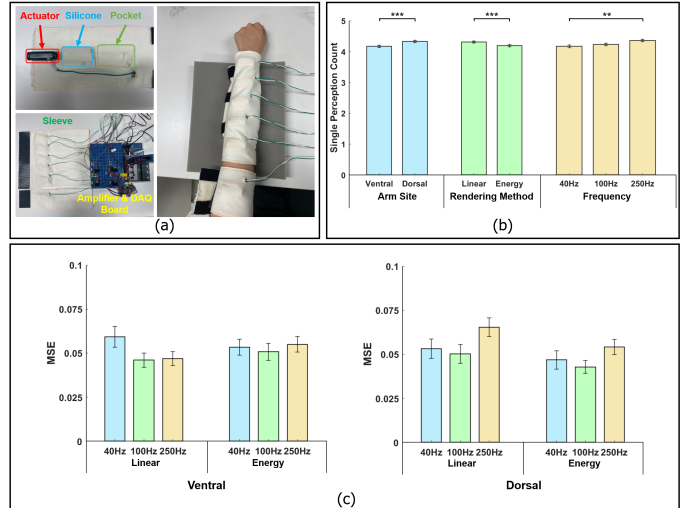 Actuator Silicone Pocket
Sleeve
Amplifier & DAQ
Board
(a)
Single Perception Count
5
4
3
2
1
0
***
***
**
Ventral Dorsal
Linear Energy
40Hz 100Hz 250Hz
Arm Site
Rendering Method
Frequency
(b)
MSE
0.1
0.075
0.05
0.025
0
40Hz 100Hz 250Hz
40Hz 100Hz 250Hz
Linear
Energy
Ventral
MSE
0.1
0.075
0.05
0.025
0
40Hz 100Hz 250Hz
40Hz 100Hz 250Hz
Linear
Energy
Dorsal
(c)